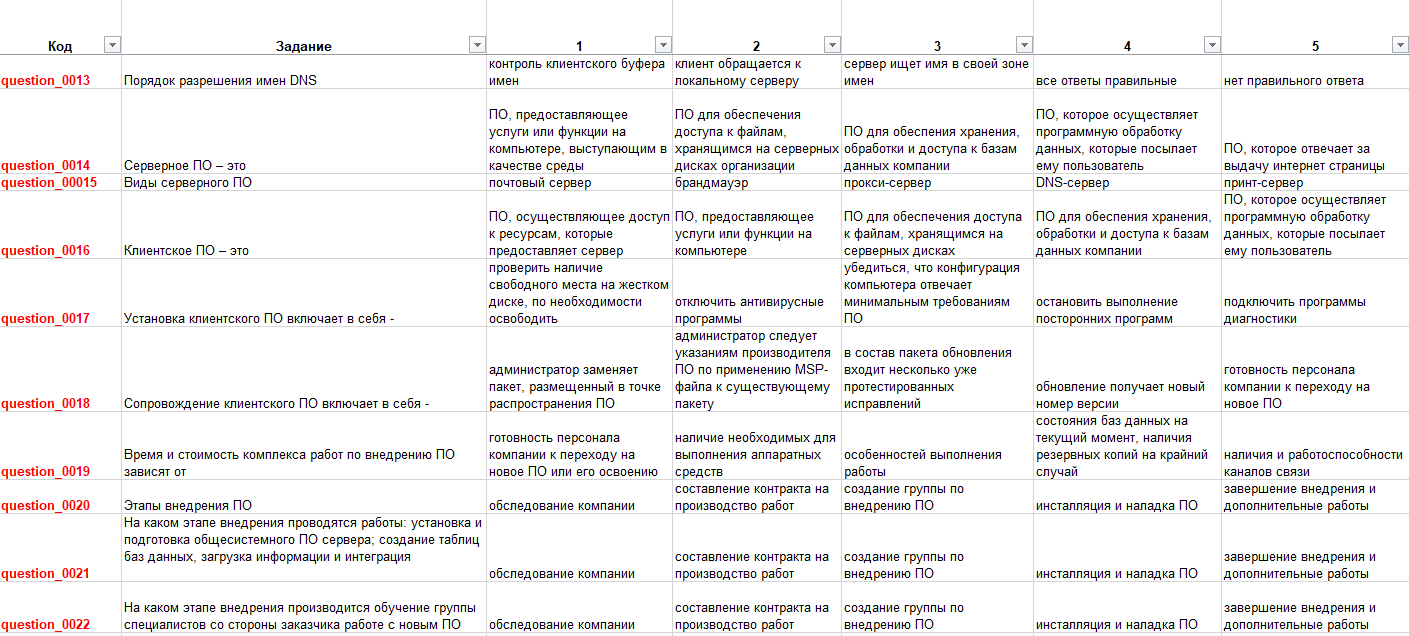 Код Задание 1 2 3 4 5
question_0013
Порядок разрешения имен DNS
контроль клиентского буфера
имен
клиент обращается к
локальному серверу
сервер ищет имя в своей зоне
имен
все ответы правильные
нет правильного ответа
question_0014
Серверное ПО – это
ПО, предоставляющее
услуги или функции на
компьютере, выступающим в
качестве среды
ПО для обеспечения
доступа к файлам,
хранящимся на серверных
дисках организации
ПО для обеспения хранения,
обработки и доступа к базам
данных компании
ПО, которое осуществляет
программную обработку
данных, которые посылает
ему пользователь
ПО, которое отвечает за
выдачу интернет страницы
question_00015
Виды серверного ПО
почтовый сервер
брандмауэр
прокси-сервер
DNS-сервер
принт-сервер
question_0016
Клиентское ПО – это
ПО, осуществляющее доступ
к ресурсам, которые
предоставляет сервер
ПО, предоставляющее
услуги или функции на
компьютере
ПО для обеспечения доступа
к файлам, хранящимся на
серверных дисках
ПО для обеспения хранения,
обработки и доступа к базам
данных компании
ПО, которое осуществляет
программную обработку
данных, которые посылает
ему пользователь
question_0017
Установка клиентского ПО включает в себя -
проверить наличие
свободного места на жестком
диске, по необходимости
освободить
отключить антивирусные
программы
убедиться, что конфигурация
компьютера отвечает
минимальным требованиям
ПО
остановить выполнение
посторонних программ
подключить программы
диагностики
question_0018
Сопровождение клиентского ПО включает в себя -
администратор заменяет
пакет, размещенный в точке
распространения ПО
администратор следует
указаниям производителя
ПО по применению MSP-
файла к существующему
пакету
в состав пакета обновления
входит несколько уже
протестированных
исправлений
обновление получает новый
номер версии
готовность персонала
компании к переходу на
новое ПО
question_0019
Время и стоимость комплекса работ по внедрению ПО
зависят от
готовность персонала
компании к переходу на
новое ПО или его освоению
наличие необходимых для
выполнения аппаратных
средств
особенностей выполнения
работы
состояния баз данных на
текущий момент, наличия
резервных копий на крайний
случай
наличия и работоспособности
каналов связи
question_0020
Этапы внедрения ПО
обследование компании
составление контракта на
производство работ
создание группы по
внедрению ПО
инсталляция и наладка ПО
завершение внедрения и
дополнительные работы
question_0021
На каком этапе внедрения проводятся работы: установка и
подготовка общесистемного ПО сервера; создание таблиц
баз данных, загрузка информации и интеграция
обследование компании
составление контракта на
производство работ
создание группы по
внедрению ПО
инсталляция и наладка ПО
завершение внедрения и
дополнительные работы
question_0022
На каком этапе внедрения производится обучение группы
специалистов со стороны заказчика работе с новым ПО
обследование компании
составление контракта на
производство работ
создание группы по
внедрению ПО
инсталляция и наладка ПО
завершение внедрения и
дополнительные работы